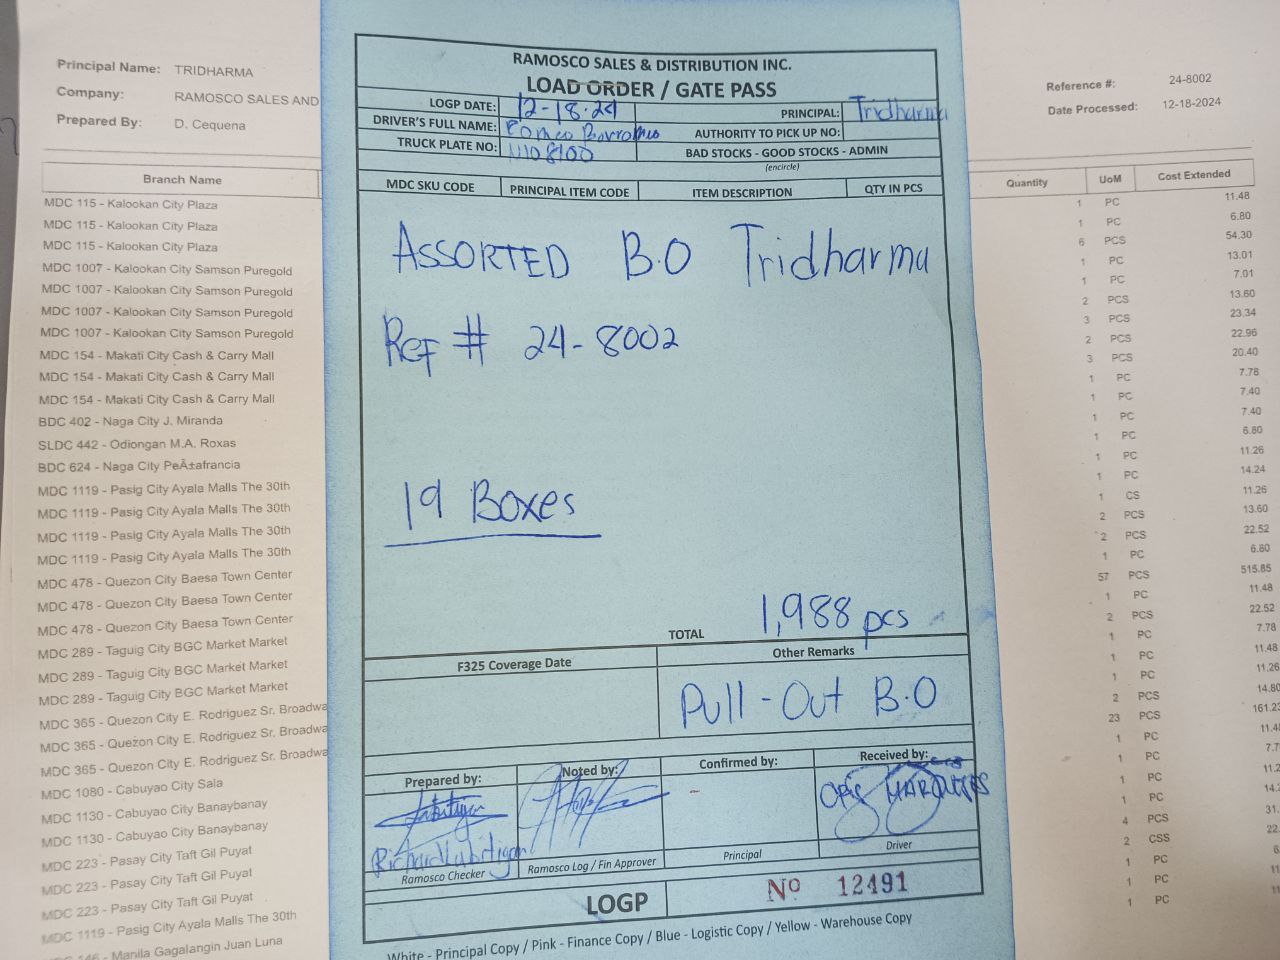 Principal Name: TRIDHARMA
Company: RAMOSCO SALES AND
Prepared By: D. Cequena
Reference #: 24-8002
Date Processed: 12-18-2024
Branch Name
MDC 115 - Kalookan City Plaza
MDC 115 - Kalookan City Plaza
MDC 115 - Kalookan City Plaza
MDC 1007 - Kalookan City Samson Puregold
MDC 1007 - Kalookan City Samson Puregold
MDC 1007 - Kalookan City Samson Puregold
MDC 1007 - Kalookan City Samson Puregold
MDC 154 - Makati City Cash & Carry Mall
MDC 154 - Makati City Cash & Carry Mall
MDC 154 - Makati City Cash & Carry Mall
BDC 402 - Naga City J. Miranda
SLDC 442 - Odiongan M.A. Roxas
BDC 624 - Naga City PeÃ±afrancia
MDC 1119 - Pasig City Ayala Malls The 30th
MDC 1119 - Pasig City Ayala Malls The 30th
MDC 1119 - Pasig City Ayala Malls The 30th
MDC 1119 - Pasig City Ayala Malls The 30th
MDC 478 - Quezon City Baesa Town Center
MDC 478 - Quezon City Baesa Town Center
MDC 478 - Quezon City Baesa Town Center
MDC 289 - Taguig City BGC Market Market
MDC 289 - Taguig City BGC Market Market
MDC 289 - Taguig City BGC Market Market
MDC 365 - Quezon City E. Rodriguez Sr. Broadwa
MDC 365 - Quezon City E. Rodriguez Sr. Broadwa
MDC 365 - Quezon City E. Rodriguez Sr. Broadwa
MDC 1080 - Cabuyao City Sala
MDC 1130 - Cabuyao City Banaybanay
MDC 1130 - Cabuyao City Banaybanay
MDC 223 - Pasay City Taft Gil Puyat
MDC 223 - Pasay City Taft Gil Puyat
MDC 223 - Pasay City Taft Gil Puyat
MDC 1119 - Pasig City Ayala Malls The 30th
146 - Manila Gagalangin Juan Luna
RAMOSCO SALES & DISTRIBUTION INC.
LOAD ORDER / GATE PASS
LOGP DATE: 12-18-24 PRINCIPAL: Tridharma
DRIVER'S FULL NAME: Romeo AUTHORITY TO PICK UP NO:
TRUCK PLATE NO: BAD STOCKS - GOOD STOCKS - ADMIN
(encircle)
MDC SKU CODE PRINCIPAL ITEM CODE ITEM DESCRIPTION QTY IN PCS
ASSORTED B.O Tridharma
REF # 24-8002
19 Boxes
TOTAL 1,988 pcs
F325 Coverage Date Other Remarks
Pull-Out B.O
Prepared by: Noted by: Confirmed by: Received by:
Richard MARQUESES
Ramosco Checker Ramosco Log / Fin Approver Principal Driver
LOGP No 12491
White - Principal Copy / Pink - Finance Copy / Blue - Logistic Copy / Yellow - Warehouse Copy
Quantity UoM Cost Extended
1 PC 11.48
1 PC 6.80
6 PCS 54.30
1 PC 13.01
1 PC 7.01
2 PCS 13.60
3 PCS 23.34
2 PCS 22.96
3 PCS 20.40
1 PC 7.78
1 PC 7.40
1 PC 7.40
1 PC 6.80
1 PC 11.26
1 PC 14.24
1 CS 11.26
2 PCS 13.60
2 PCS 22.52
1 PC 6.80
57 PCS 515.85
1 PC 11.48
2 PCS 22.52
1 PC 7.78
1 PC 11.48
1 PC 11.26
2 PCS 14.80
23 PCS 161.23
1 PC 11.4
1 PC 7.7
1 PC 11.2
1 PC 14.2
4 PCS 31.
2 CSS 22.
1 PC 6.
1 PC 11
1 PC 11